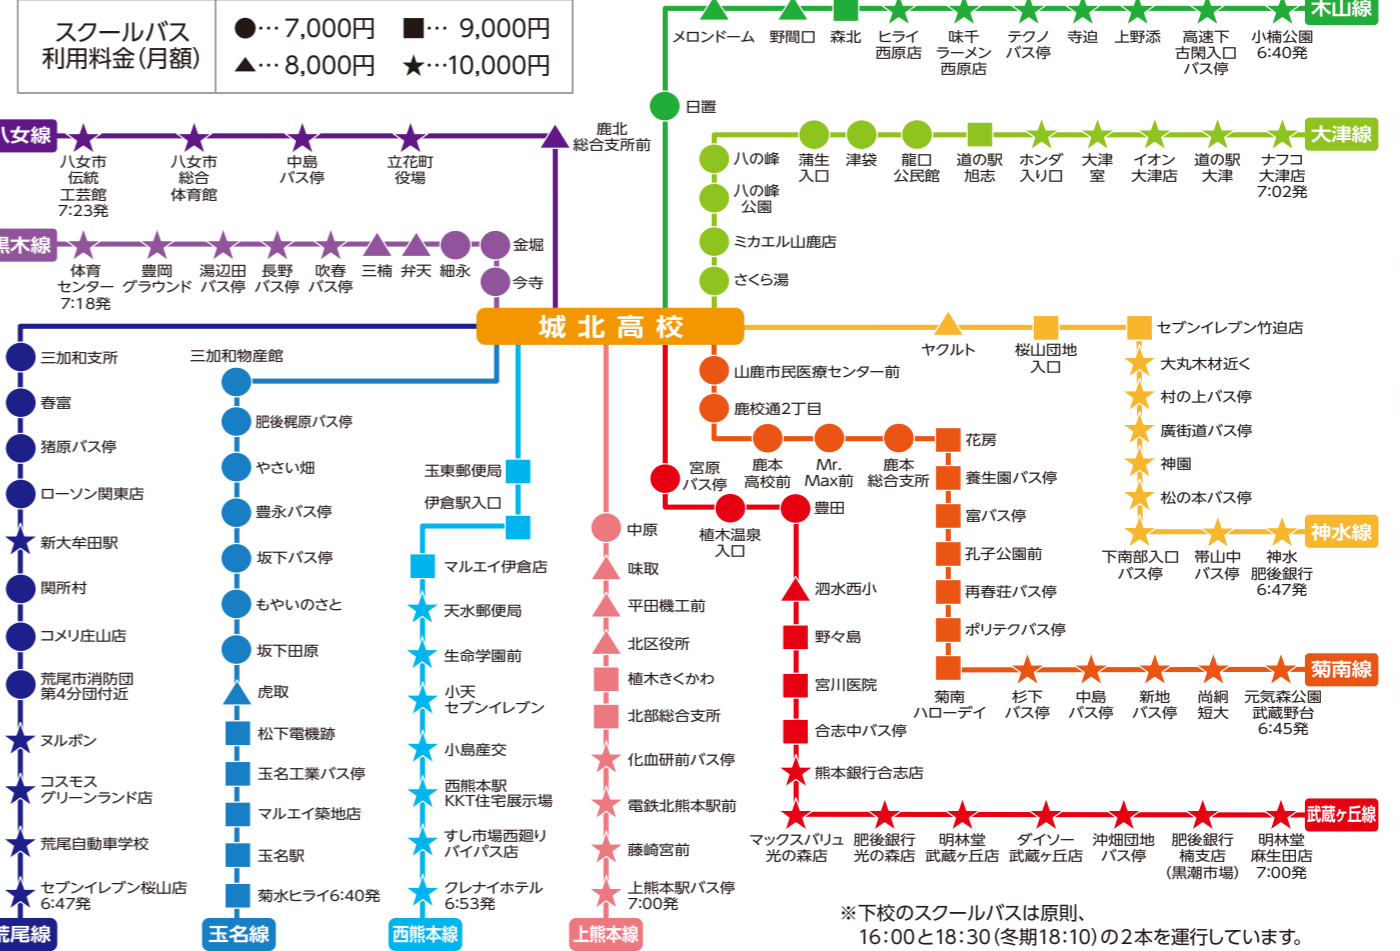 スクールバス
利用料金(月額)
●…7,000円 ■…9,000円
▲…8,000円 ★…10,000円
木山線
メロンドーム
野間口
森北
ヒライ
西原店
味千
ラーメン
西原店
テクノ
バス停
寺迫
上野添
高速下
古閑入口
バス停
小楠公園
6:40発
日置
八女線
八女市
伝統
工芸館
7:23発
八女市
総合
体育館
中島
バス停
立花町
役場
鹿北
総合支所前
大津線
八の峰
八の峰
公園
ミカエル山鹿店
さくら湯
蒲生
入口
津袋
龍口
公民館
道の駅
旭志
ホンダ
入り口
大津
室
イオン
大津店
道の駅
大津
ナフコ
大津店
7:02発
黒木線
体育
センター
7:18発
豊岡
グラウンド
湯辺田
バス停
長野
バス停
吹春
バス停
三楠
弁天
細永
金堀
今寺
城北高校
三加和支所
春富
猪原バス停
ローソン関東店
新大牟田駅
関所村
コメリ庄山店
荒尾市消防団
第4分団付近
ヌルボン
コスモス
グリーンランド店
荒尾自動車学校
セブンイレブン桜山店
6:47発
荒尾線
三加和物産館
肥後梶原バス停
やさい畑
豊永バス停
坂下バス停
もやいのさと
坂下田原
虎取
松下電機跡
玉名工業バス停
マルエイ築地店
玉名駅
菊水ヒライ6:40発
玉名線
玉東郵便局
伊倉駅入口
マルエイ伊倉店
天水郵便局
生命学園前
小天
セブンイレブン
小島産交
西熊本駅
KKT住宅展示場
すし市場西廻り
バイパス店
クレナイホテル
6:53発
西熊本線
中原
味取
平田機工前
北区役所
植木きくかわ
北部総合支所
化血研前バス停
電鉄北熊本駅前
藤崎宮前
上熊本駅バス停
7:00発
上熊本線
ヤクルト
桜山団地
入口
セブンイレブン竹迫店
大丸木材近く
村の上バス停
廣街道バス停
神園
松の本バス停
下南部入口
バス停
帯山中
バス停
神水
肥後銀行
6:47発
神水線
山鹿市民医療センター前
鹿校通2丁目
鹿本
高校前
Mr.
Max前
鹿本
総合支所
花房
養生園バス停
富バス停
孔子公園前
再春荘バス停
ポリテクバス停
菊南
ハローデイ
杉下
バス停
中島
バス停
新地
バス停
尚絅
短大
元気森公園
武蔵野台
6:45発
菊南線
宮原
バス停
植木温泉
入口
豊田
泗水西小
野々島
宮川医院
合志中バス停
熊本銀行合志店
マックスバリュ
光の森店
肥後銀行
光の森店
明林堂
武蔵ヶ丘店
ダイソー
武蔵ヶ丘店
沖畑団地
バス停
肥後銀行
楠支店
(黒潮市場)
明林堂
麻生田店
7:00発
武蔵ヶ丘線
※下校のスクールバスは原則、
16:00と18:30(冬期18:10)の2本を運行しています。